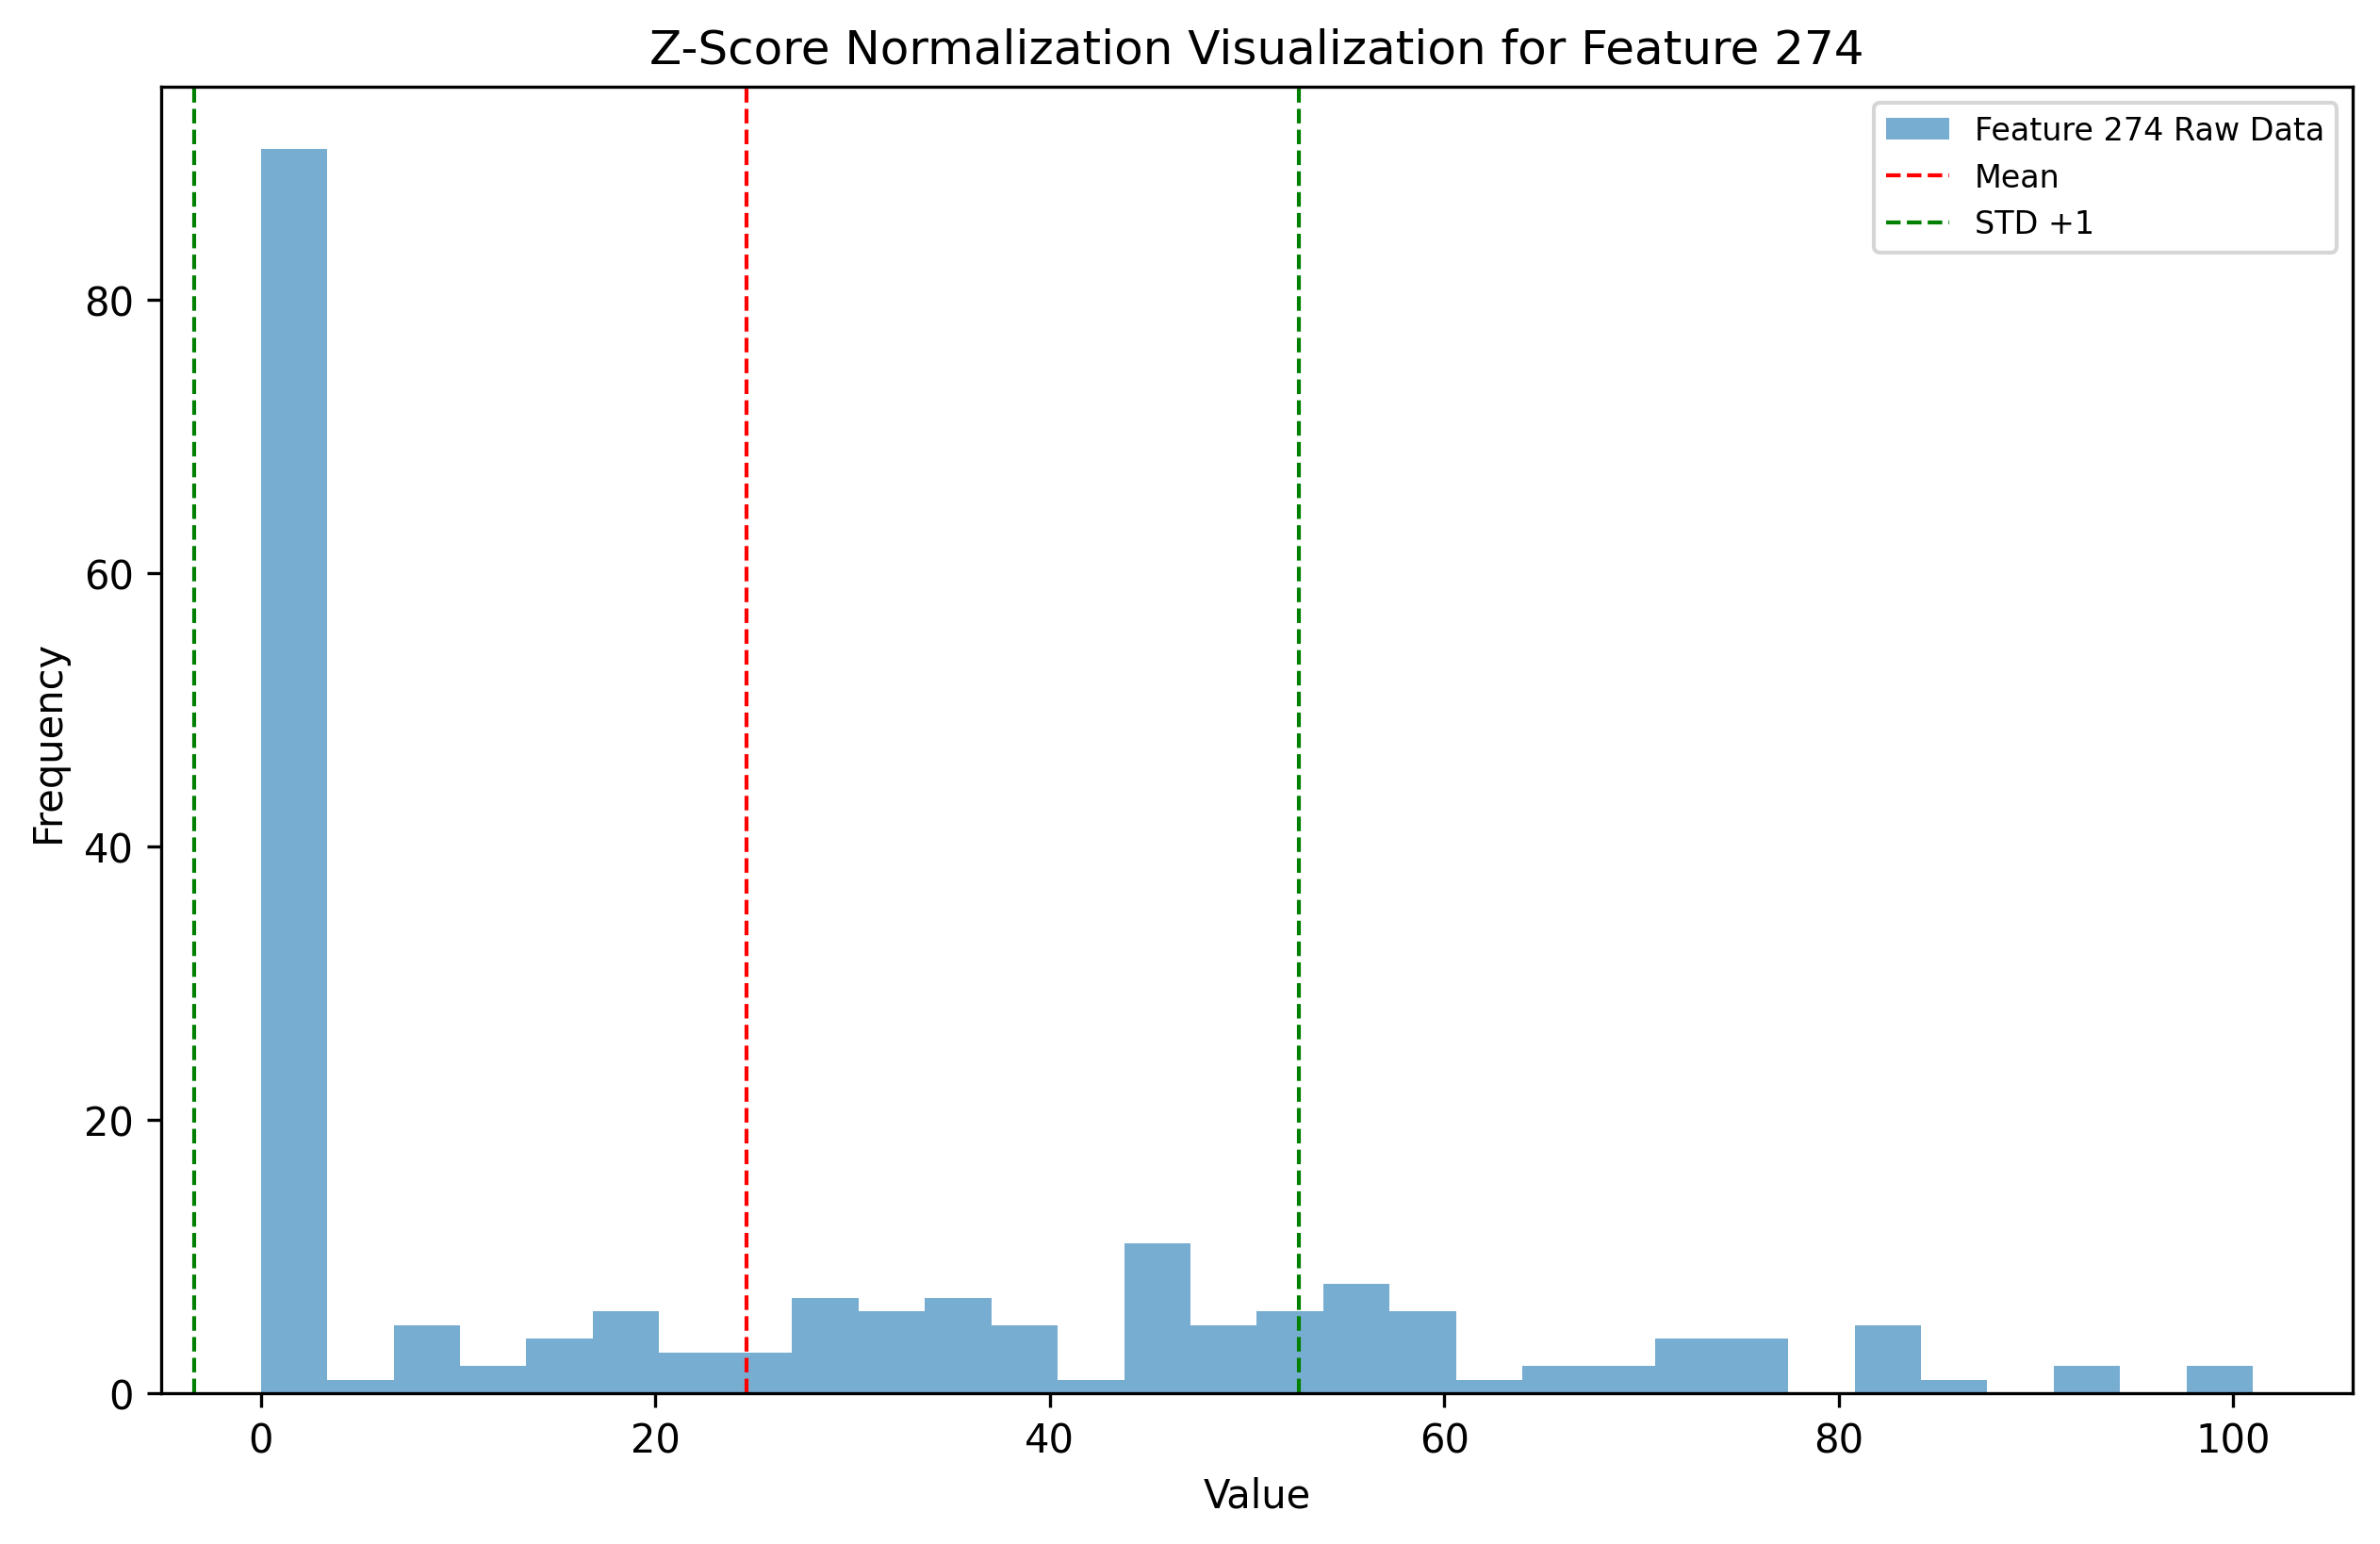 Z-Score Normalization Visualization for Feature 274
Feature 274 Raw Data
Mean
STD +1
80
60
40
20
0
Frequency
0 20 40 60 80 100
Value